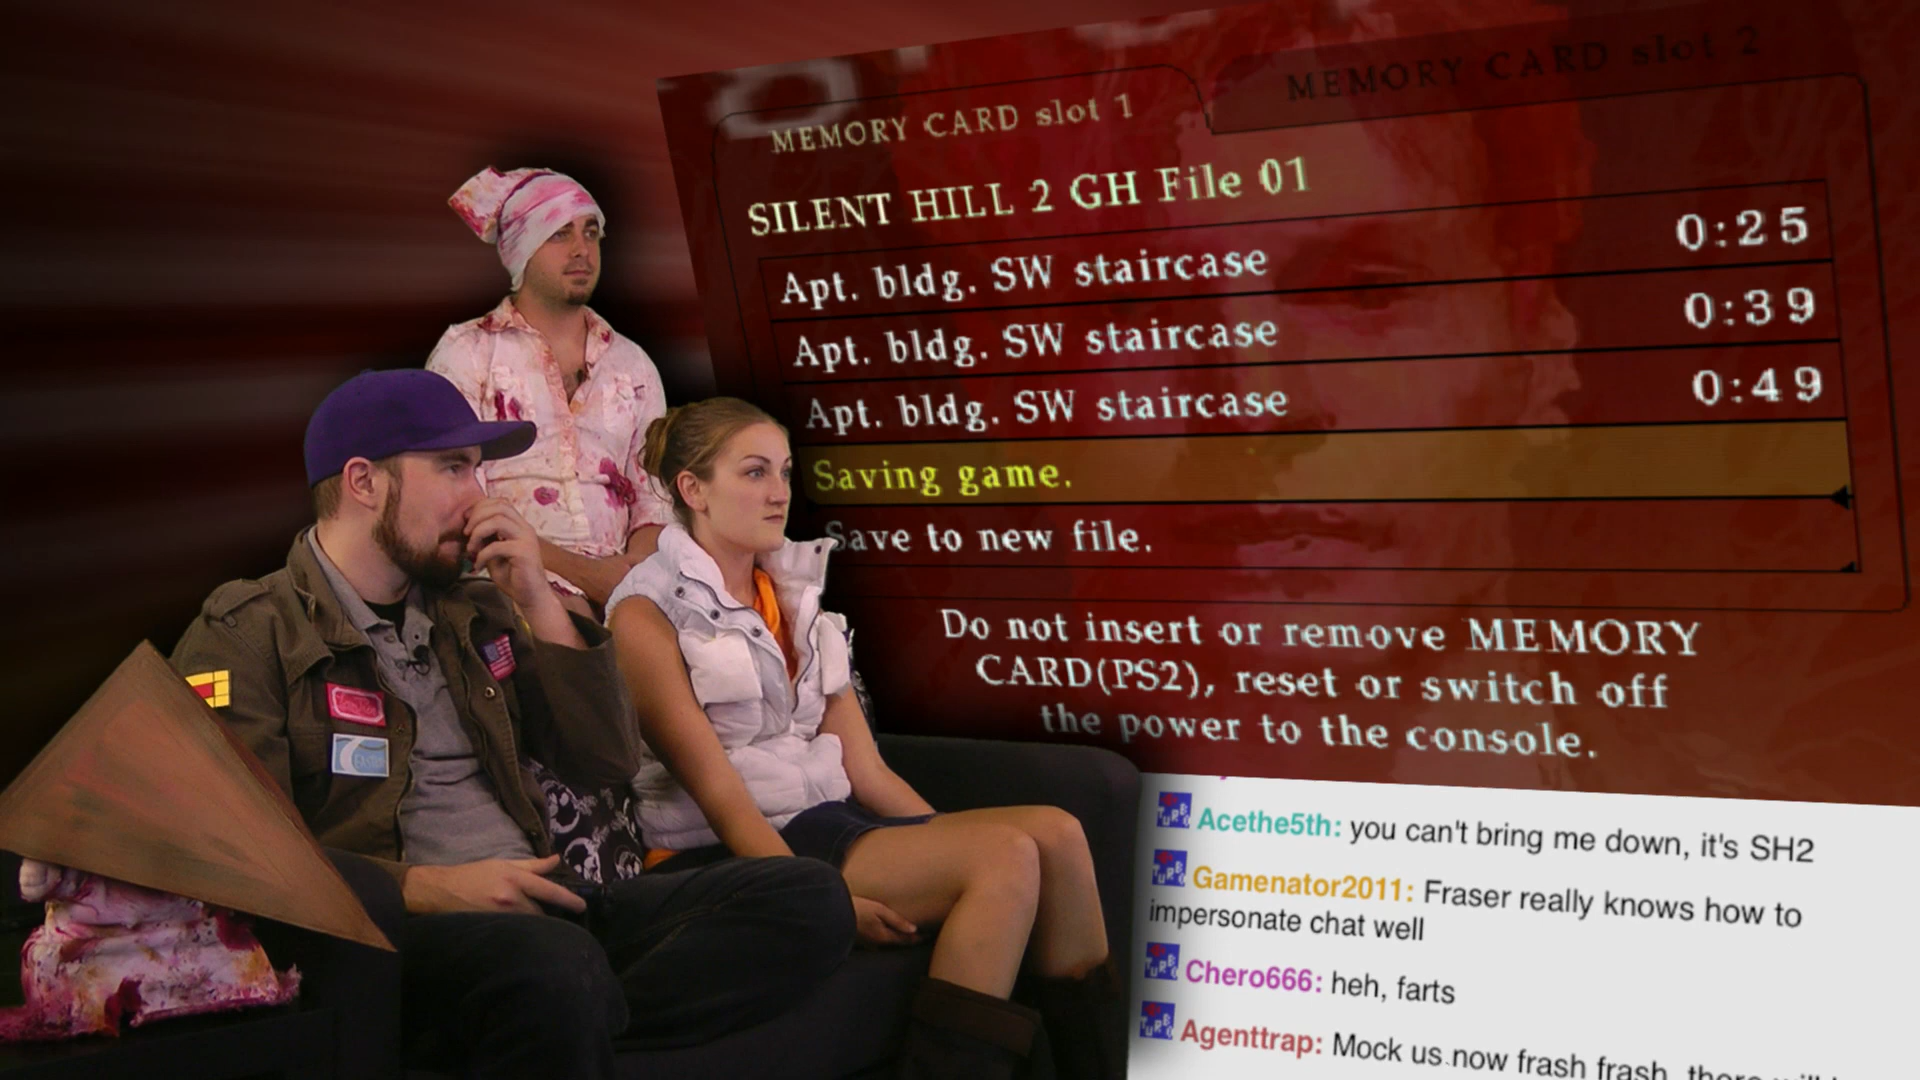 MEMORY CARD slot 1
MEMORY CARD slot 2
SILENT HILL 2 GH File 01
Apt. bldg. SW staircase 0:25
Apt. bldg. SW staircase 0:39
Apt. bldg. SW staircase 0:49
Saving game.
Save to new file.
Do not insert or remove MEMORY
CARD(PS2), reset or switch off
the power to the console.
Acethe5th: you can't bring me down, it's SH2
Gamenator2011: Fraser really knows how to
impersonate chat well
Chero666: heh, farts
Agenttrap: Mock us now frash frash, there will